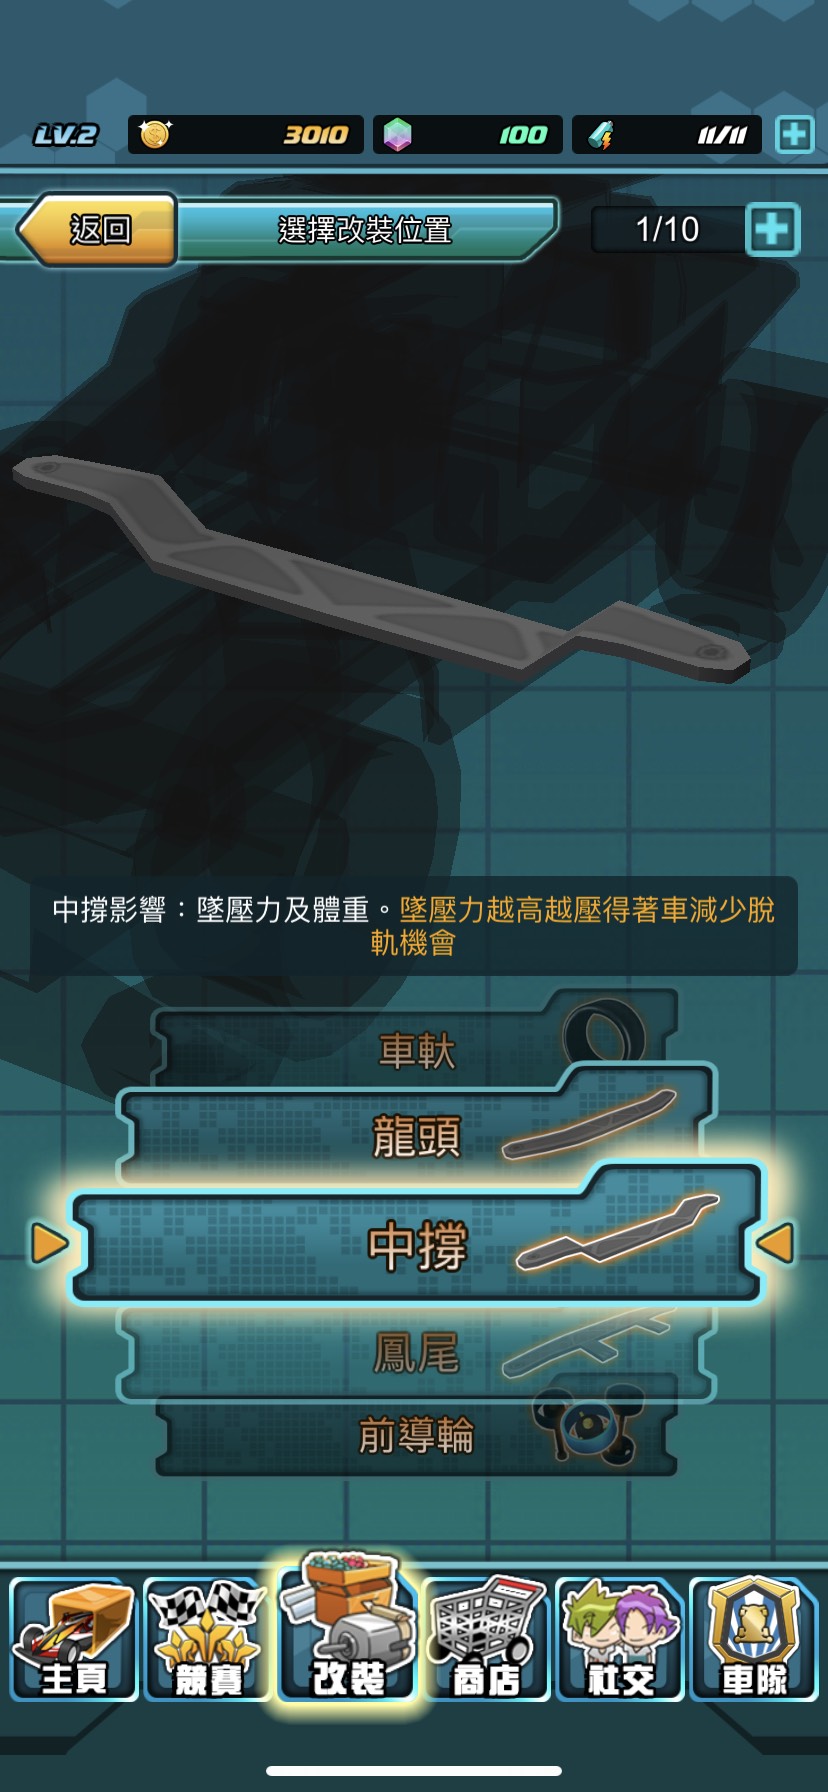 LV.2
3010
100
11/11
返回
選擇改裝位置
1/10
中撐影響：墜壓力及體重。墜壓力越高越壓得著車減少脫
軌機會
車軚
龍頭
中撐
鳳尾
前導輪
主頁
競賽
改裝
商店
社交
車隊